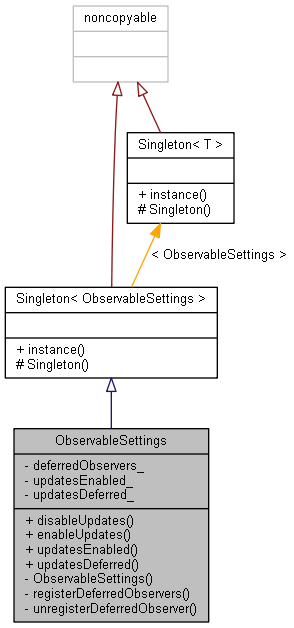 noncopyable
Singleton< T >
+ instance()
# Singleton()
< ObservableSettings >
Singleton< ObservableSettings >
+ instance()
# Singleton()
ObservableSettings
- deferredObservers_
- updatesEnabled_
- updatesDeferred_
+ disableUpdates()
+ enableUpdates()
+ updatesEnabled()
+ updatesDeferred()
- ObservableSettings()
- registerDeferredObservers()
- unregisterDeferredObserver()